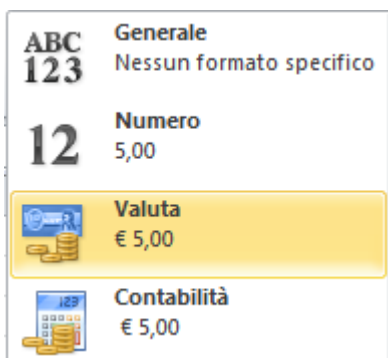 ABC
123
Generale
Nessun formato specifico
12
Numero
5,00
Valuta
€ 5,00
123
Contabilità
€ 5,00